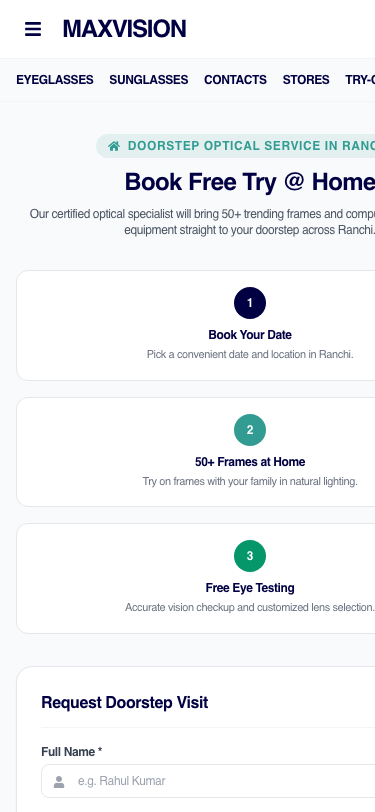 MAXVISION
EYEGLASSES SUNGLASSES CONTACTS STORES TRY-
DOORSTEP OPTICAL SERVICE IN
Book Free Try @ Home
Our certified optical specialist will bring 50+ trending frames and
equipment straight to your doorstep across Ranchi.
1
Book Your Date
Pick a convenient date and location in Ranchi.
2
50+ Frames at Home
Try on frames with your family in natural lighting.
3
Free Eye Testing
Accurate vision checkup and customized lens selection.
Request Doorstep Visit
Full Name *
e.g. Rahul Kumar